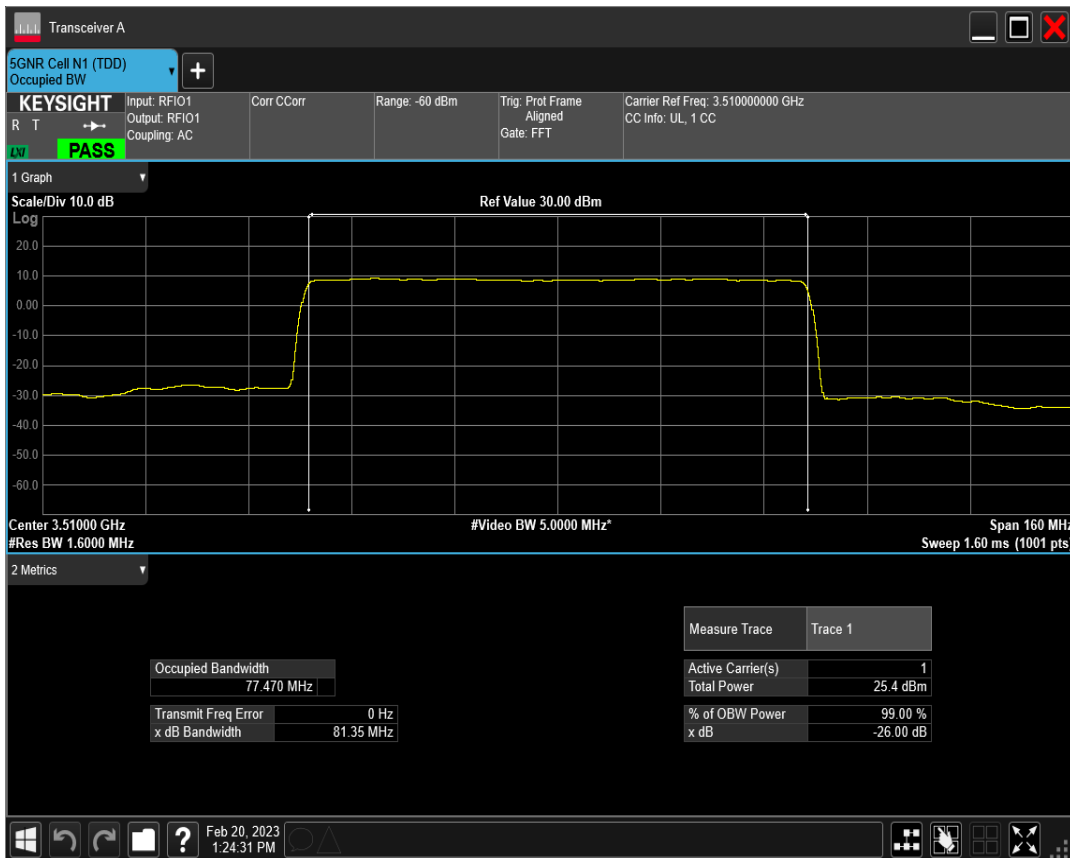 Transceiver A
5GNR Cell N1 (TDD)
Occupied BW
+
KEYSIGHT
R T
LXI
PASS
Input: RFIO1
Output: RFIO1
Coupling: AC
Corr CCorr
Range: -60 dBm
Trig: Prot Frame
Aligned
Gate: FFT
Carrier Ref Freq: 3.510000000 GHz
CC Info: UL, 1 CC
1 Graph
Scale/Div 10.0 dB
Ref Value 30.00 dBm
Log
20.0
10.0
0.00
-10.0
-20.0
-30.0
-40.0
-50.0
-60.0
Center 3.51000 GHz
#Video BW 5.0000 MHz*
Span 160 MHz
#Res BW 1.6000 MHz
Sweep 1.60 ms (1001 pts)
2 Metrics
Measure Trace Trace 1
Occupied Bandwidth
77.470 MHz
Active Carrier(s) 1
Total Power 25.4 dBm
Transmit Freq Error 0 Hz
x dB Bandwidth 81.35 MHz
% of OBW Power 99.00 %
x dB -26.00 dB
?
Feb 20, 2023
1:24:31 PM